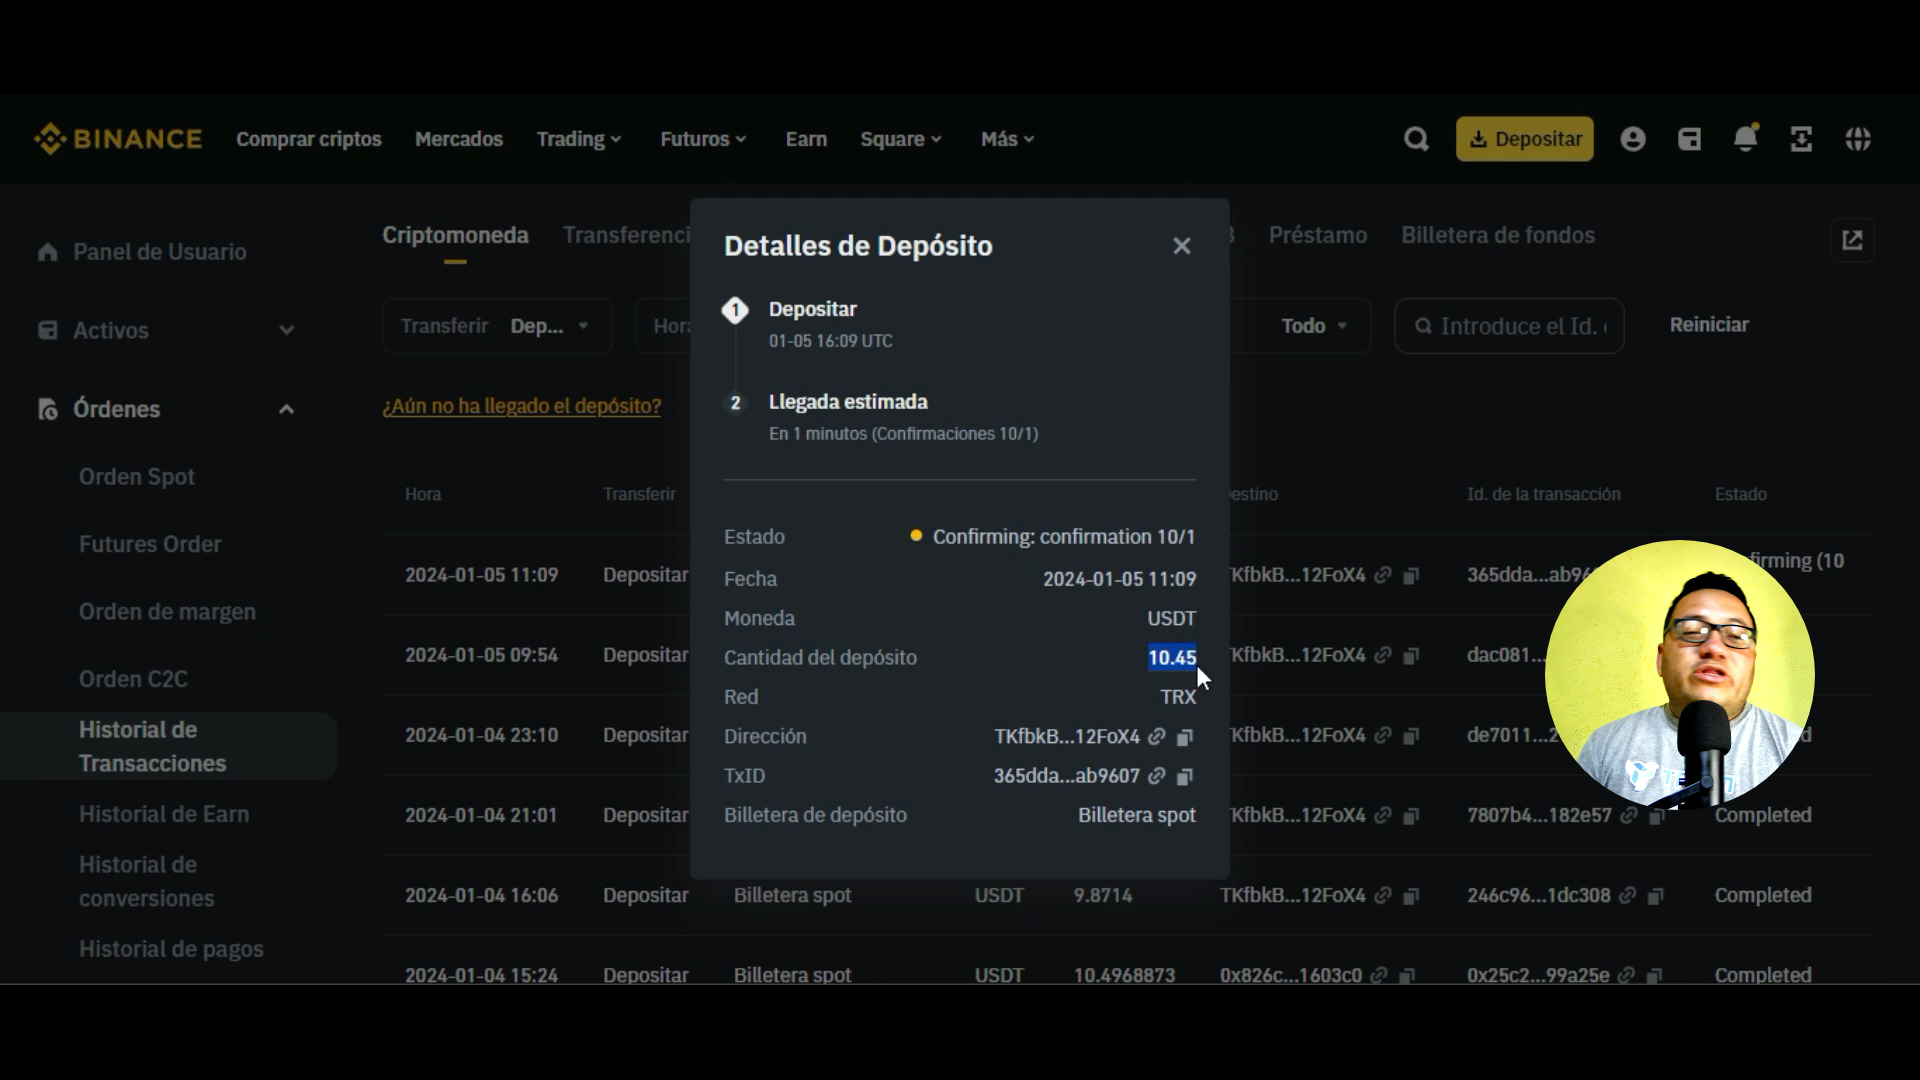 BINANCE Comprar criptos Mercados Trading Futuros Earn Square Más Depositar
Panel de Usuario
Activos
Órdenes
Orden Spot
Futures Order
Orden de margen
Orden C2C
Historial de
Transacciones
Historial de Earn
Historial de
conversiones
Historial de pagos
Criptomoneda Transferenci Préstamo Billetera de fondos
Transferir Dep... Hora Todo Introduce el Id. Reiniciar
¿Aún no ha llegado el depósito?
Hora Transferir estino Id. de la transacción Estado
2024-01-05 11:09 Depositar TKfbkB...12FoX4 firming (10
2024-01-05 09:54 Depositar TKfbkB...12FoX4 dac081...
2024-01-04 23:10 Depositar TKfbkB...12FoX4 de7011...
2024-01-04 21:01 Depositar TKfbkB...12FoX4 7807b4...182e57 Completed
2024-01-04 16:06 Depositar Billetera spot USDT 9.8714 TKfbkB...12FoX4 246c96...1dc308 Completed
2024-01-04 15:24 Depositar Billetera spot USDT 10.4968873 0x826c...1603c0 0x25c2...99a25e Completed
Detalles de Depósito
1 Depositar
01-05 16:09 UTC
2 Llegada estimada
En 1 minutos (Confirmaciones 10/1)
Estado Confirming: confirmation 10/1
Fecha 2024-01-05 11:09
Moneda USDT
Cantidad del depósito 10.45
Red TRX
Dirección TKfbkB...12FoX4
TxID 365dda...ab9607
Billetera de depósito Billetera spot